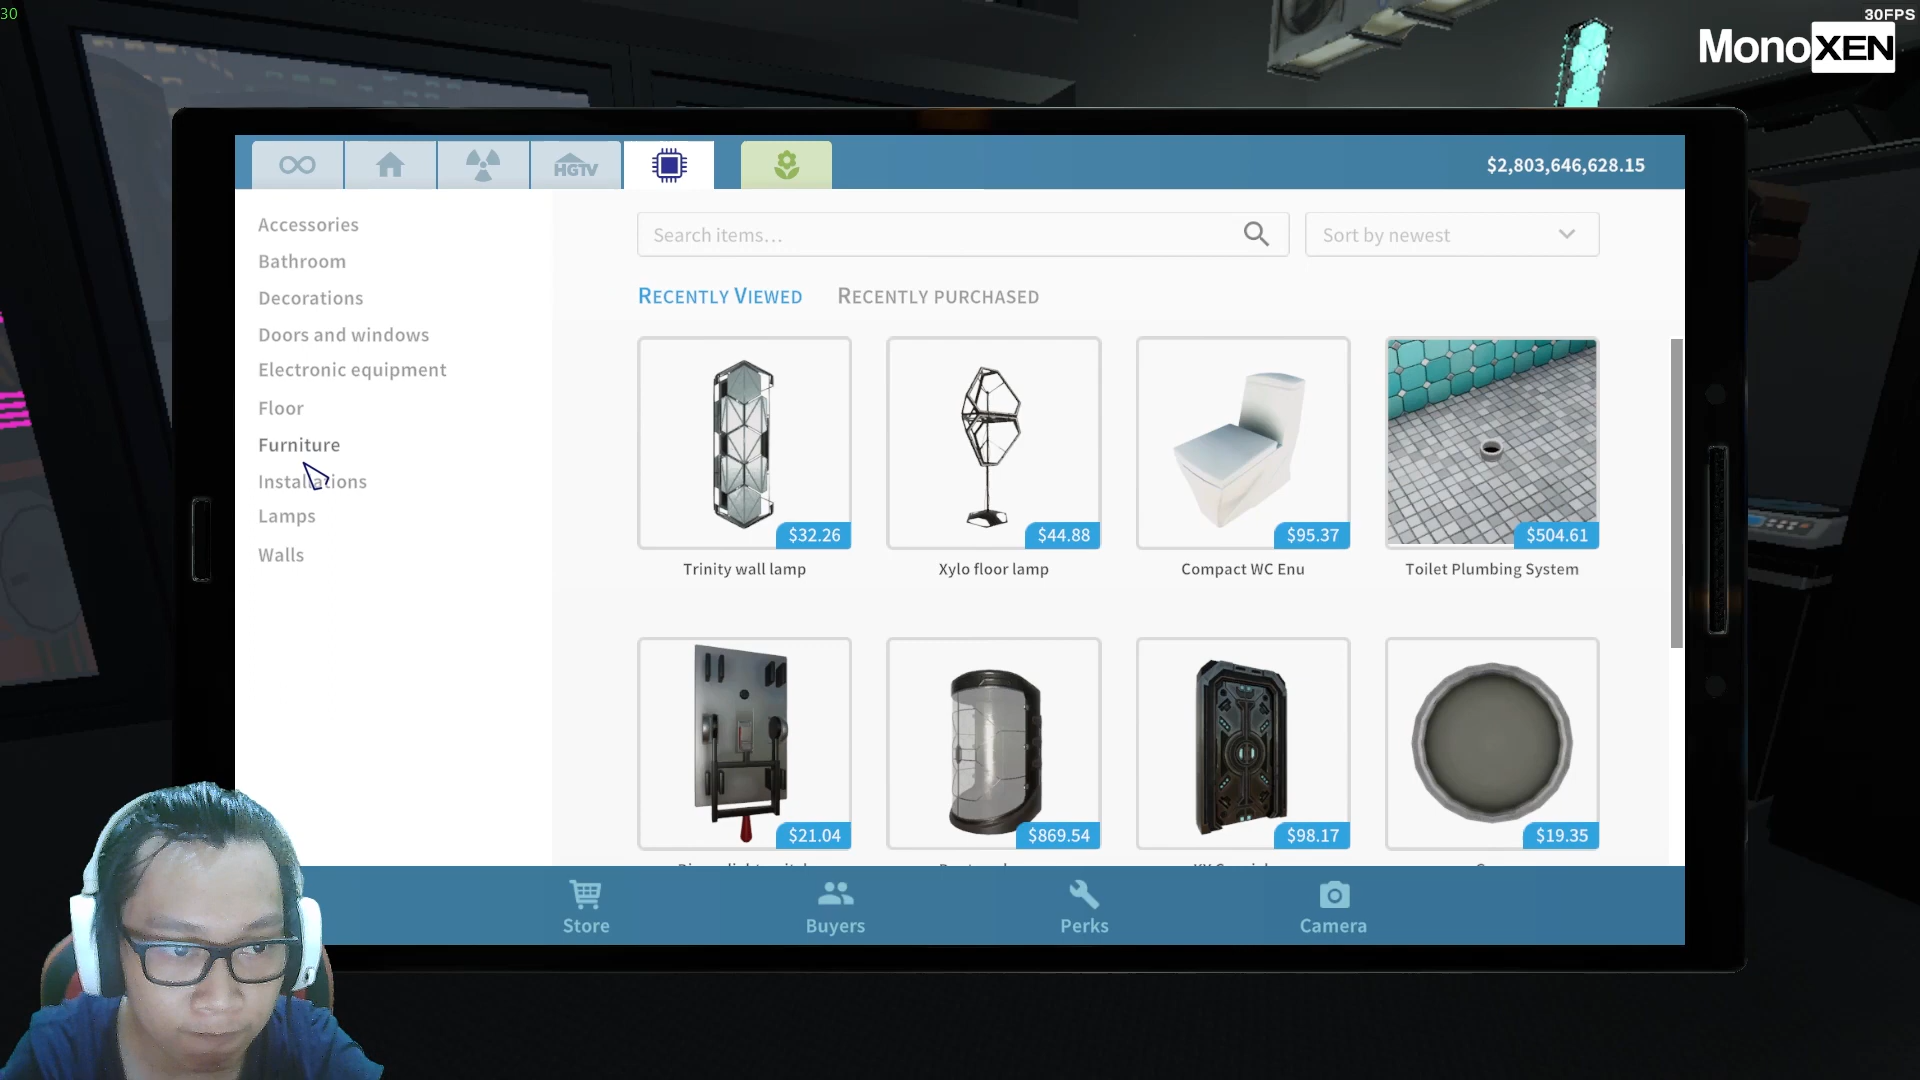 30
30FPS
MonoXEN
HGTV
$2,803,646,628.15
Accessories
Bathroom
Decorations
Doors and windows
Electronic equipment
Floor
Furniture
Installations
Lamps
Walls
Search items...
Sort by newest
RECENTLY VIEWED
RECENTLY PURCHASED
$32.26
$44.88
$95.37
$504.61
Trinity wall lamp
Xylo floor lamp
Compact WC Enu
Toilet Plumbing System
$21.04
$869.54
$98.17
$19.35
Store
Buyers
Perks
Camera